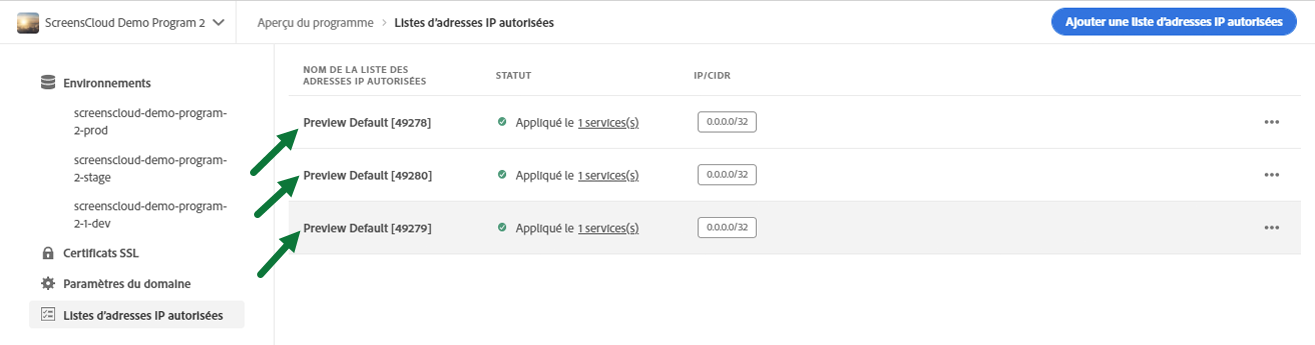 ScreensCloud Demo Program 2
Aperçu du programme > Listes d'adresses IP autorisées
Ajouter une liste d'adresses IP autorisées
Environnements
screenscloud-demo-program-
2-prod
screenscloud-demo-program-
2-stage
screenscloud-demo-program-
2-1-dev
Certificats SSL
Paramètres du domaine
Listes d'adresses IP autorisées
NOM DE LA LISTE DES
ADRESSES IP AUTORISÉES
STATUT
IP/CIDR
Preview Default [49278]
Appliqué le 1 services(s)
0.0.0.0/32
Preview Default [49280]
Appliqué le 1 services(s)
0.0.0.0/32
Preview Default [49279]
Appliqué le 1 services(s)
0.0.0.0/32